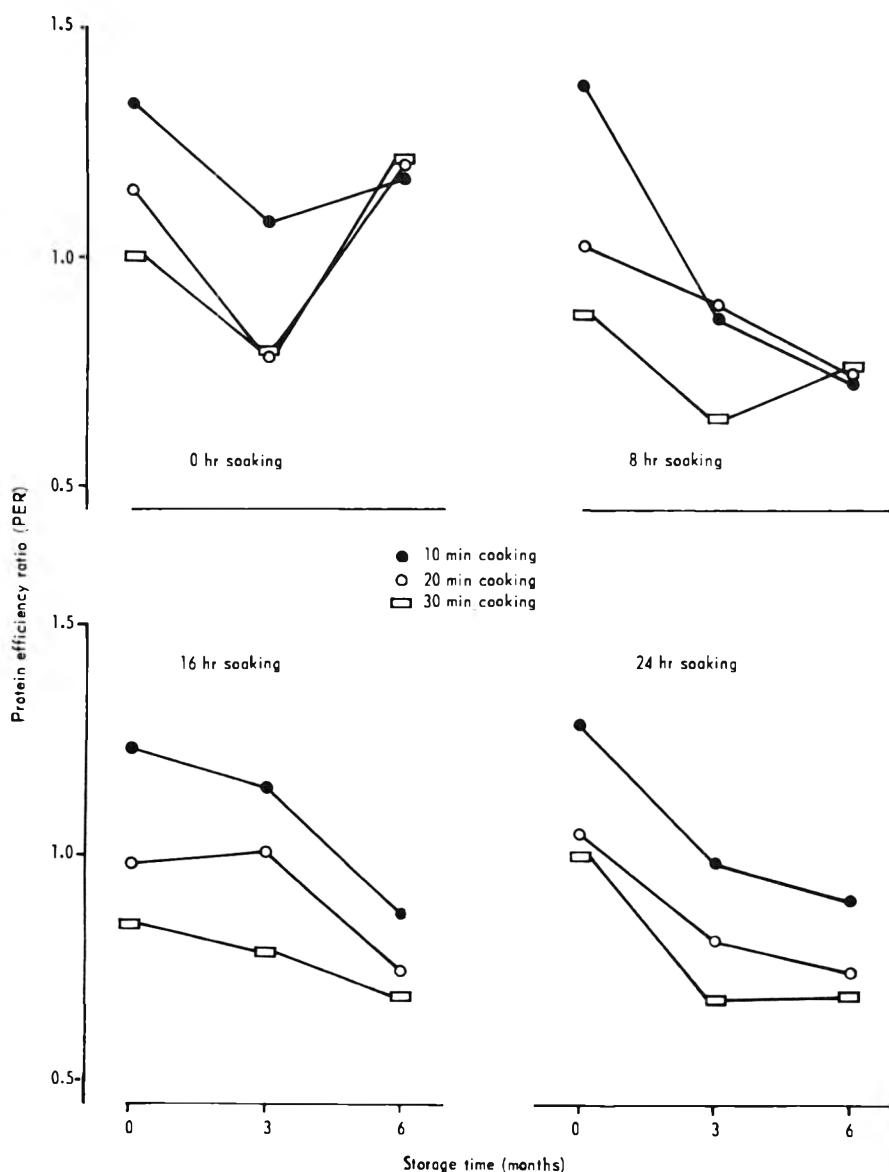 1.5
1.0
0.5
0 hr soaking
8 hr soaking
Protein efficiency ratio (PER)
10 min cooking
20 min cooking
30 min cooking
1.5
1.0
0.5
16 hr soaking
24 hr soaking
0 3 6
0 3 6
Storage time (months)